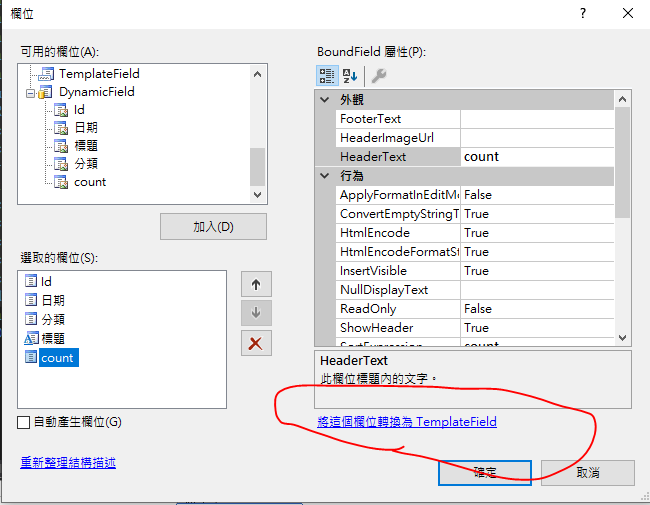 欄位
可用的欄位(A):
TemplateField
DynamicField
Id
日期
標題
分類
count
加入(D)
選取的欄位(S):
Id
日期
分類
標題
count
自動產生欄位(G)
重新整理結構描述
BoundField 屬性(P):
外觀
FooterText
HeaderImageUrl
HeaderText count
行為
ApplyFormatInEditMo False
ConvertEmptyStringT True
HtmlEncode True
HtmlEncodeFormatSt True
InsertVisible True
NullDisplayText
ReadOnly False
ShowHeader True
SortExpression count
HeaderText
此欄位標題內的文字。
將這個欄位轉換為 TemplateField
確定
取消